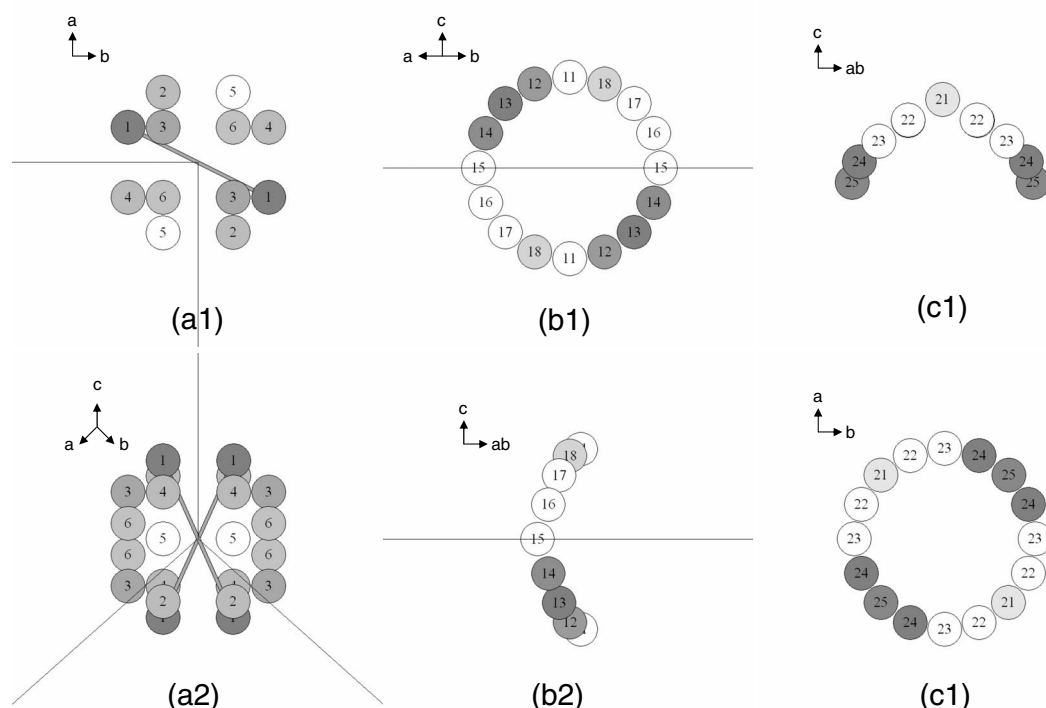 a
b
2 5
1 3 6 4
4 6 3 1
5 2
(a1)
c
a b
12 11 18
13 17
14 16
15 15
16 14
17 13
18 11 12
(b1)
c
ab
21
22 22
23 23
24 24
25 25
(c1)
c
a b
1 1
3 4 4 3
6 6
5 5
6 6
3 3
2 2
(a2)
c
ab
18
17
16
15
14
13
12
(b2)
a
b
22 23 24
21 25
22 24
23 23
24 22
25 21
24 23 22
(c1)